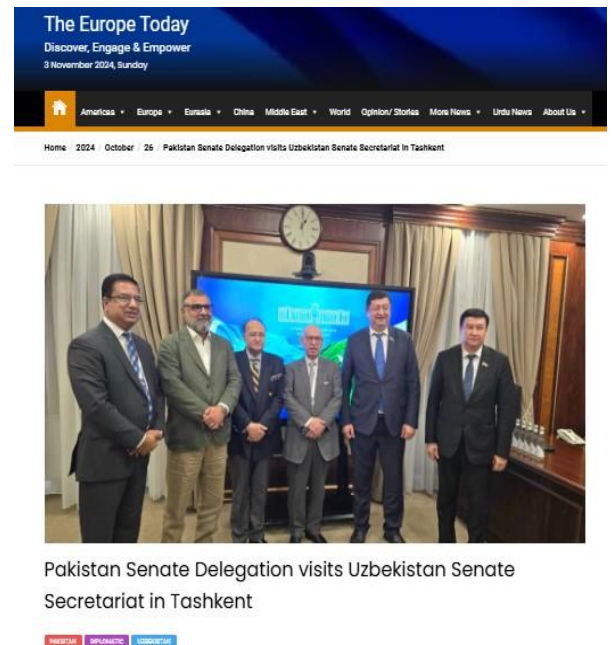 The Europe Today
Discover, Engage & Empower
3 November 2024, Sunday
Americas Europe Eurasia China Middle East World Opinion/ Stories More News Urdu News About Us
Home / 2024 / October / 26 / Pakistan Senate Delegation visits Uzbekistan Senate Secretariat in Tashkent
Pakistan Senate Delegation visits Uzbekistan Senate
Secretariat in Tashkent
PAKISTAN DIPLOMATIC UZBEKISTAN